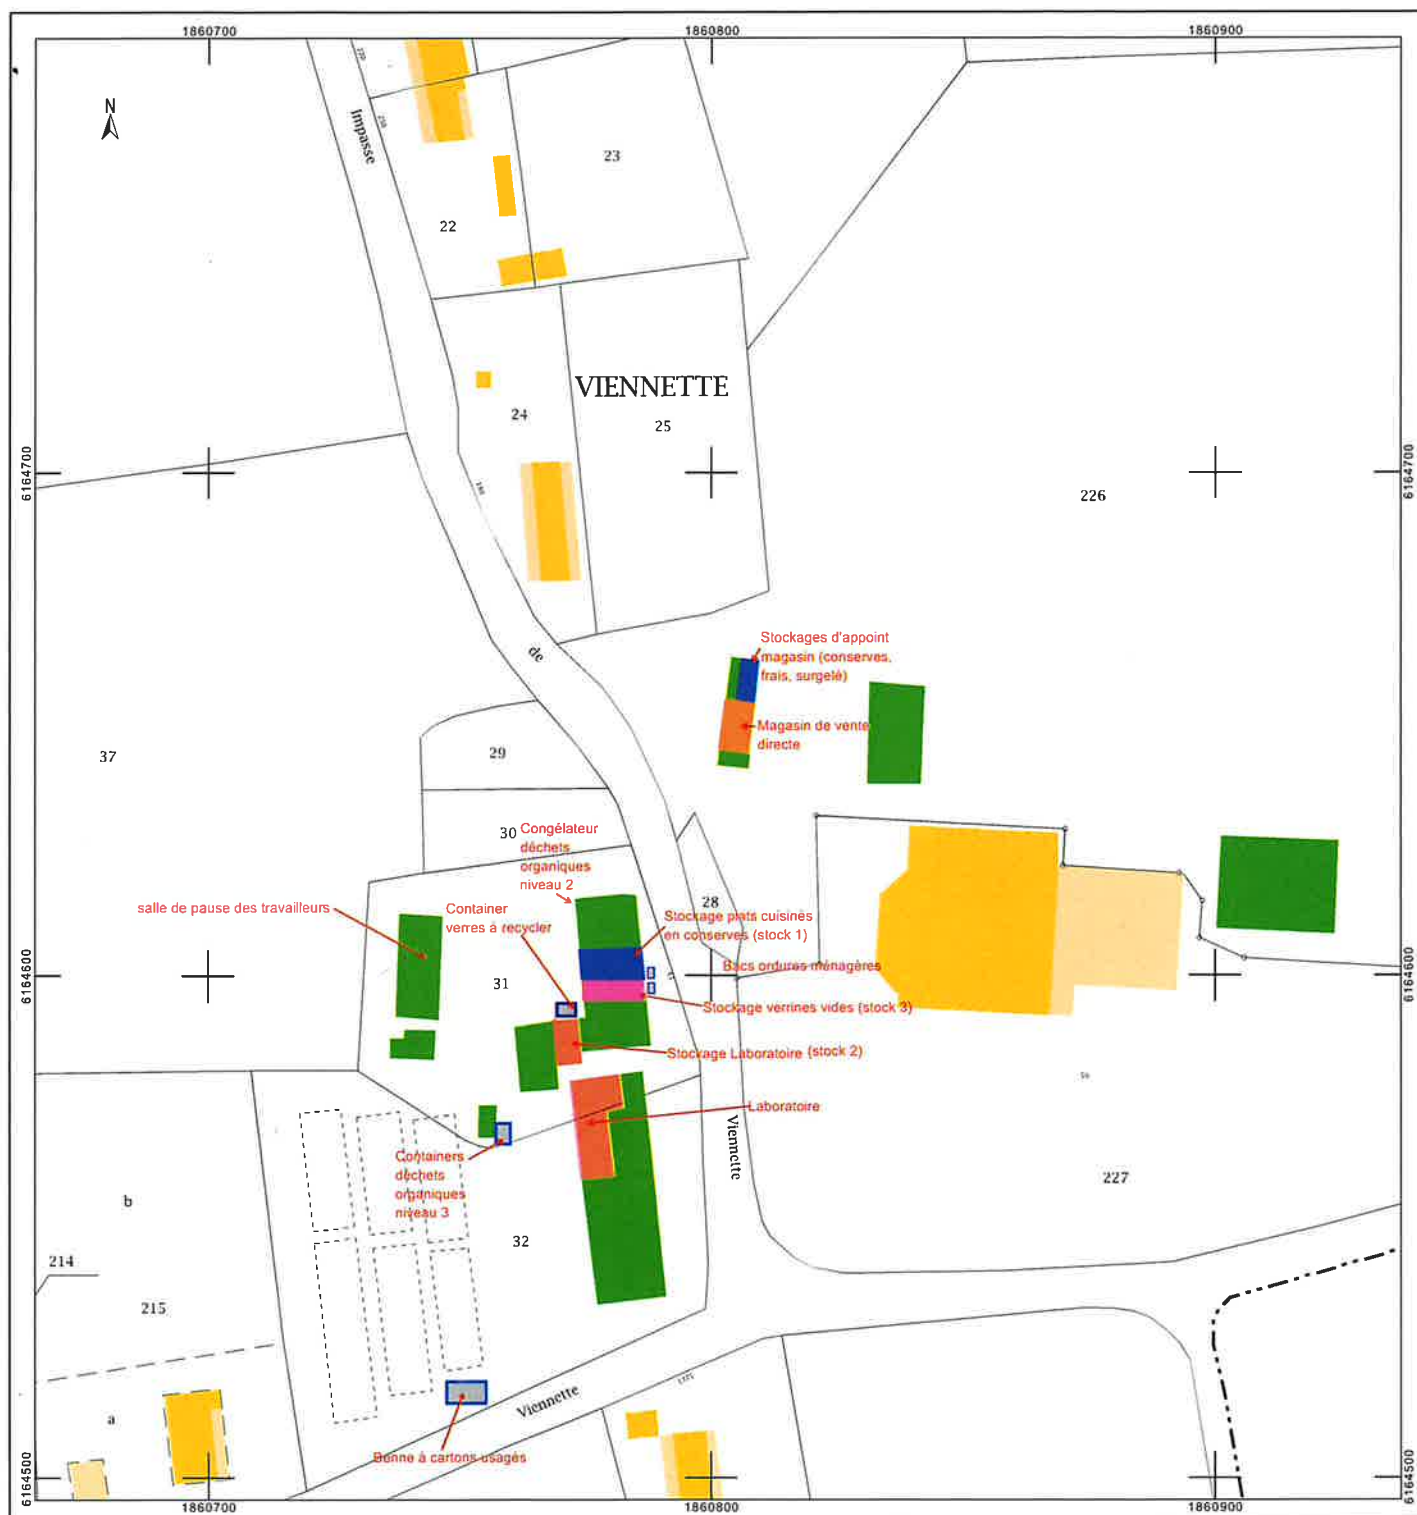 1860700
1860800
1860900
N
Impasse
23
22
VIENNETTE
24
25
6164700
6164700
226
de
Stockages d'appoint
magasin (conserves,
frais, surgelé)
Magasin de vente
directe
37
29
30
Congélateur
déchets
organiques
niveau 2
28
salle de pause des travailleurs
Container
verres à recycler
Stockage plats cuisinés
en conserves (stock 1)
Bacs ordures ménagères
6164600
6164600
31
Stockage verrines vides (stock 3)
Stockage Laboratoire (stock 2)
Laboratoire
Viennette
Containers
déchets
organiques
niveau 3
227
b
32
214
215
a
Viennette
Benne à cartons usagés
6164500
6164500
1860700
1860800
1860900